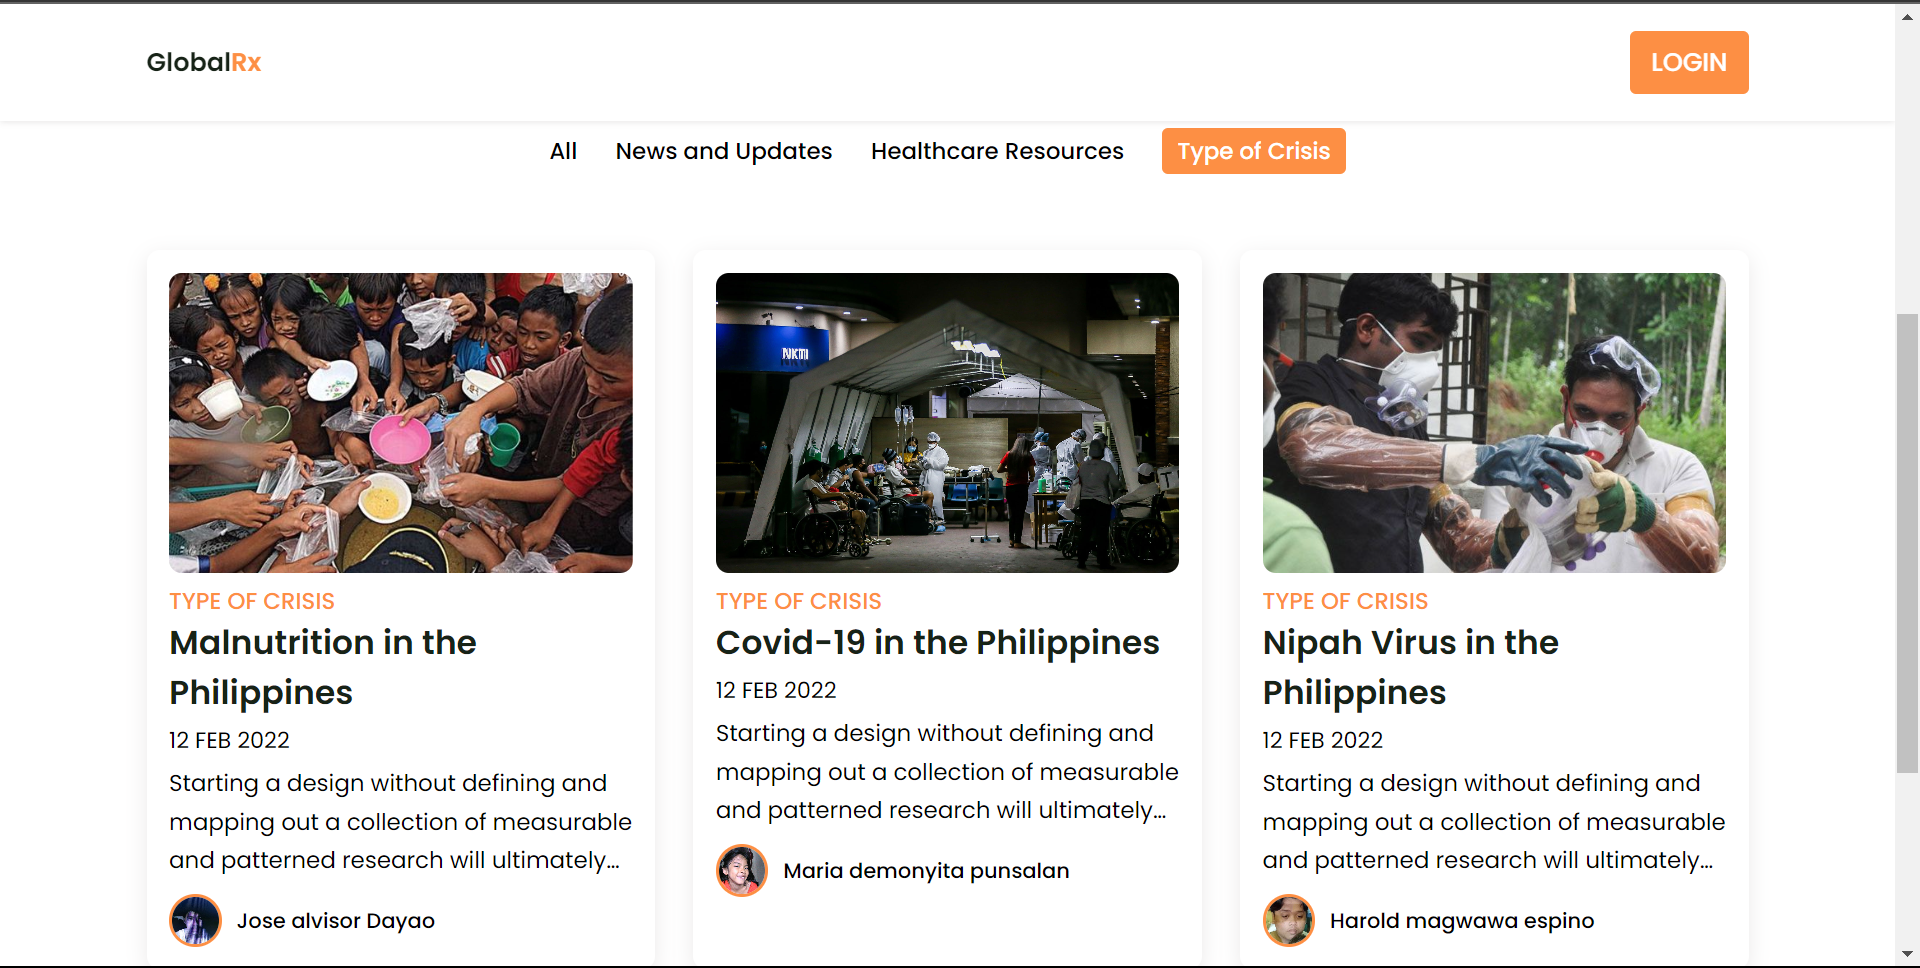 GlobalRx
LOGIN
All
News and Updates
Healthcare Resources
Type of Crisis
NKTI
TYPE OF CRISIS
Malnutrition in the
Philippines
12 FEB 2022
Starting a design without defining and
mapping out a collection of measurable
and patterned research will ultimately...
Jose alvisor Dayao
TYPE OF CRISIS
Covid-19 in the Philippines
12 FEB 2022
Starting a design without defining and
mapping out a collection of measurable
and patterned research will ultimately...
Maria demonyita punsalan
TYPE OF CRISIS
Nipah Virus in the
Philippines
12 FEB 2022
Starting a design without defining and
mapping out a collection of measurable
and patterned research will ultimately...
Harold magwawa espino